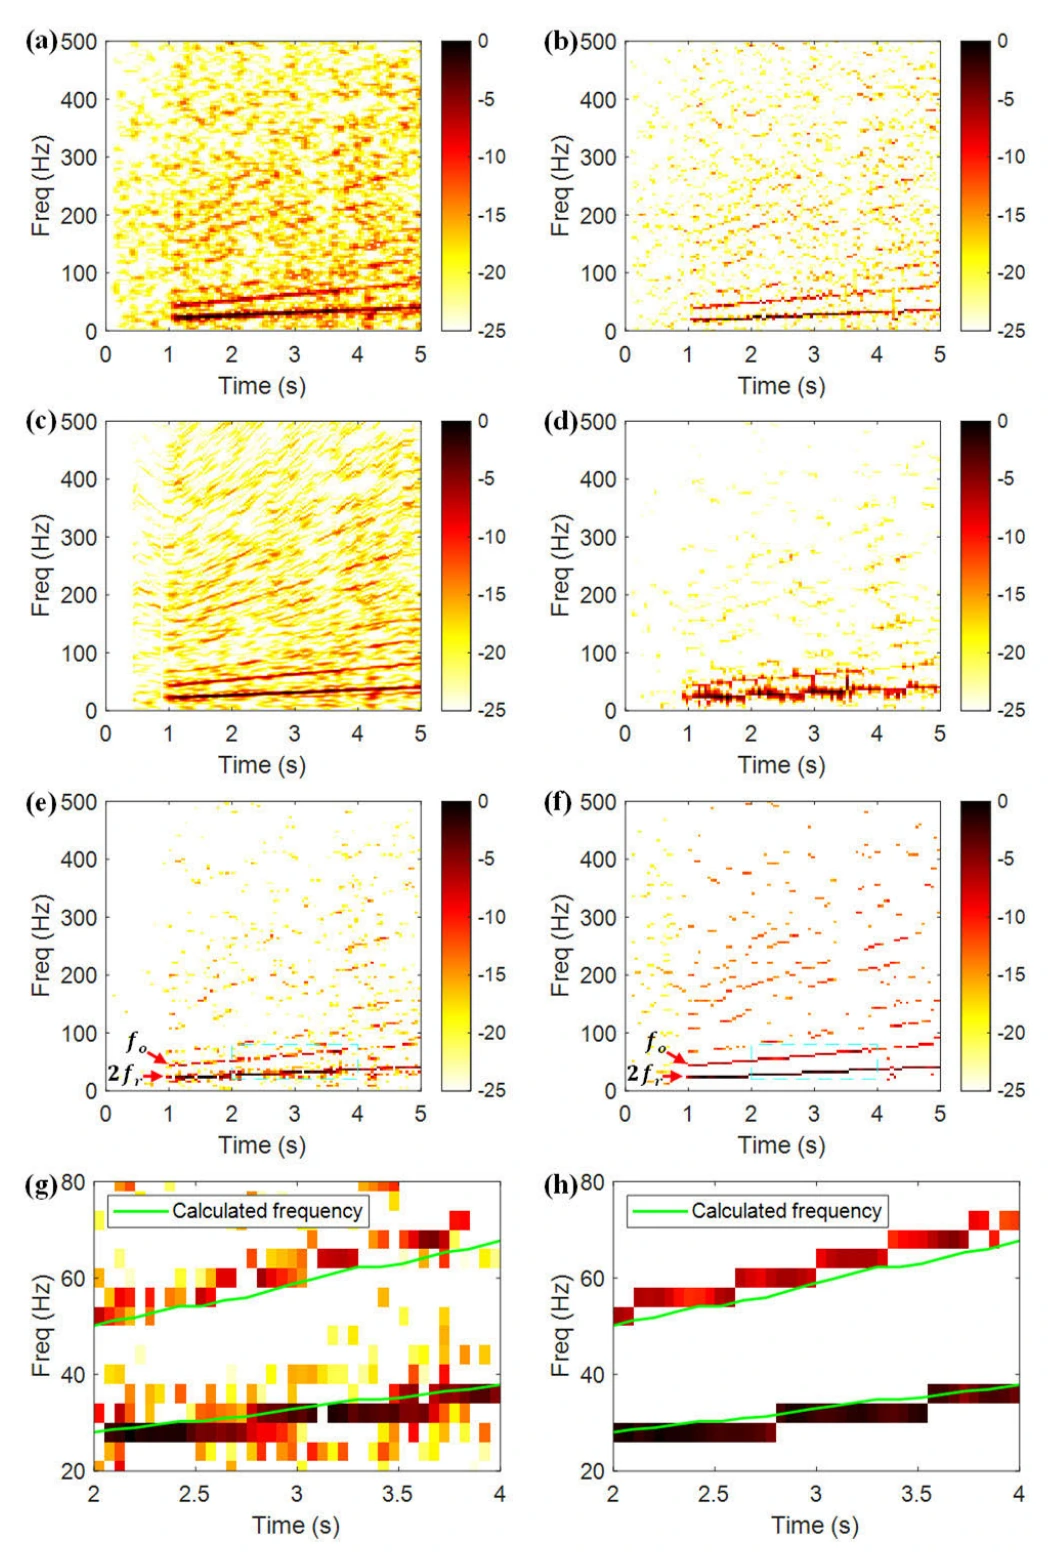 (a) 500 400 300 200 100 0 Freq (Hz) 0 1 2 3 4 5 Time (s) 0 -5 -10 -15 -20 -25
(b) 500 400 300 200 100 0 Freq (Hz) 0 1 2 3 4 5 Time (s) 0 -5 -10 -15 -20 -25
(c) 500 400 300 200 100 0 Freq (Hz) 0 1 2 3 4 5 Time (s) 0 -5 -10 -15 -20 -25
(d) 500 400 300 200 100 0 Freq (Hz) 0 1 2 3 4 5 Time (s) 0 -5 -10 -15 -20 -25
(e) 500 400 300 200 100 0 Freq (Hz) fo 2fr 0 1 2 3 4 5 Time (s) 0 -5 -10 -15 -20 -25
(f) 500 400 300 200 100 0 Freq (Hz) fo 2fr 0 1 2 3 4 5 Time (s) 0 -5 -10 -15 -20 -25
(g) 80 60 40 20 Freq (Hz) Calculated frequency 2 2.5 3 3.5 4 Time (s)
(h) 80 60 40 20 Freq (Hz) Calculated frequency 2 2.5 3 3.5 4 Time (s)